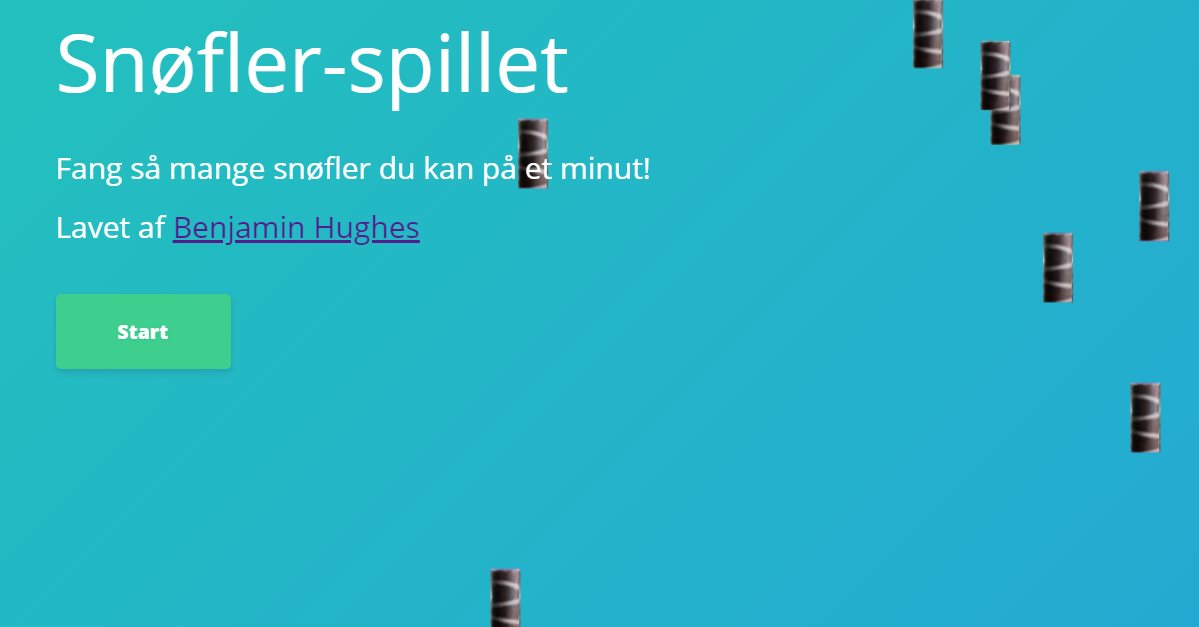 Snøfler-spillet
Fang så mange snøfler du kan på et minut!
Lavet af Benjamin Hughes
Start